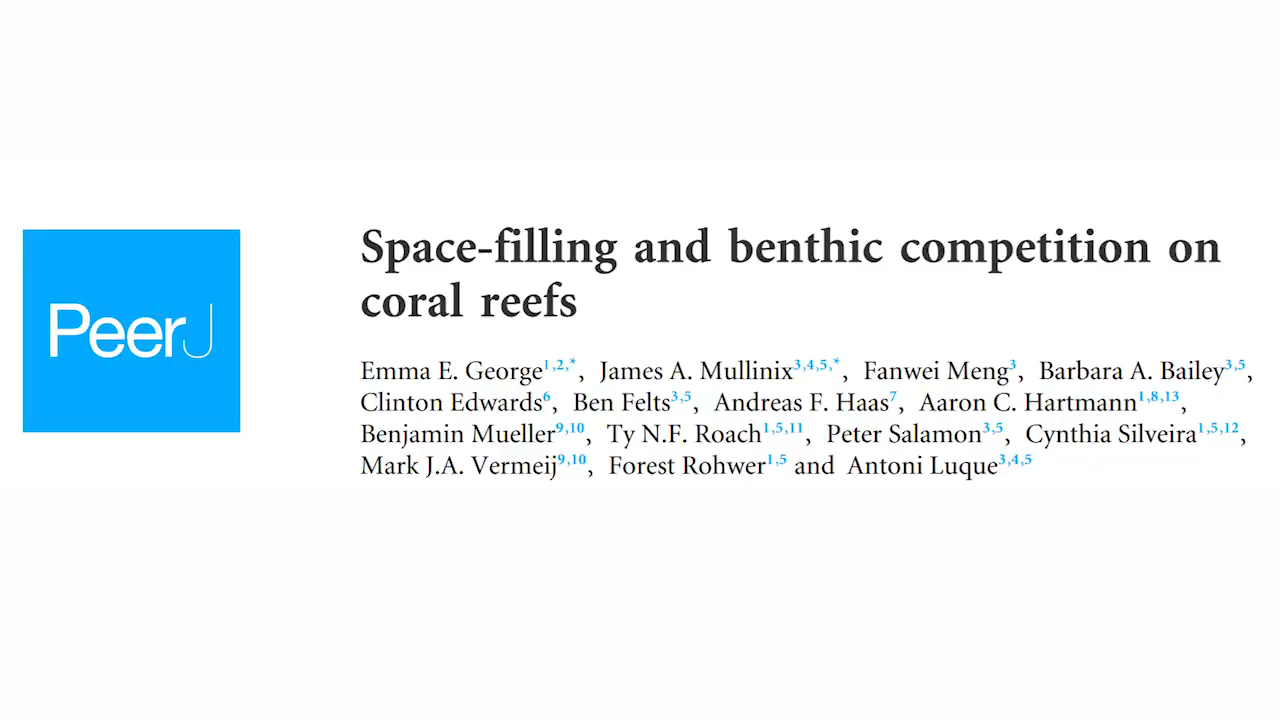 PeerJ
Space-filling and benthic competition on
coral reefs
Emma E. George1,2,*, James A. Mullinix3,4,5,*, Fanwei Meng3, Barbara A. Bailey3,5,
Clinton Edwards6, Ben Felts3,5, Andreas F. Haas7, Aaron C. Hartmann1,8,13,
Benjamin Mueller9,10, Ty N.F. Roach1,5,11, Peter Salamon3,5, Cynthia Silveira1,5,12,
Mark J.A. Vermeij9,10, Forest Rohwer1,5 and Antoni Luque3,4,5